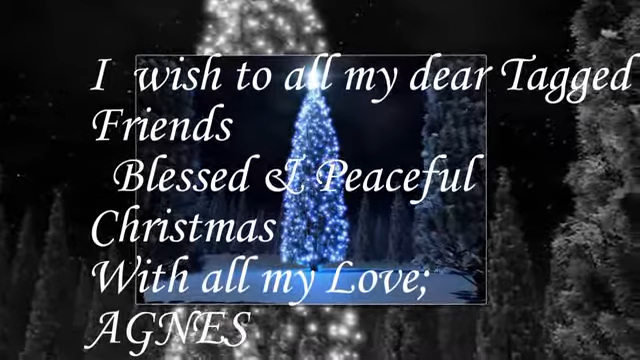 I wish to all my dear Tagged
Friends
Blessed & Peaceful
Christmas
With all my Love;
AGNES